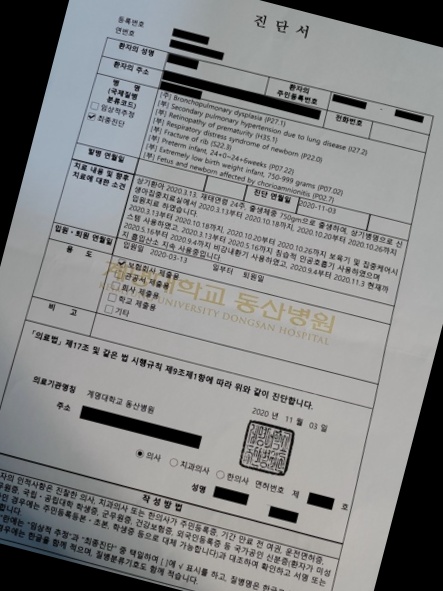 진 단 서
등록번호
연번호
환자의 성명
환자의 주소
환자의
주민등록번호
-
전화번호
병 명
(국제질병
분류코드)
□ 임상적추정
☑ 최종진단
[주] Bronchopulmonary dysplasia (P27.1)
[부] Secondary pulmonary hypertension due to lung disease (I27.2)
[부] Retinopathy of prematurity (H35.1)
[부] Respiratory distress syndrome of newborn (P22.0)
[부] Fracture of rib (S22.3)
[부] Preterm infant, 24+0~24+5weeks (P07.22)
[부] Extremely low birth weight infant, 750-999 grams (P07.02)
[부] Fetus and newborn affected by chorioamnionitis (P02.7)
발병 연월일
진단 연월일
2020-11-03
치료 내용 및 향후
치료에 대한 소견
상기환아 2020.3.13. 재태연령 24주, 출생체중 750gm으로 출생하여, 상기병명으로 신
생아집중치료실에서 2020.3.13부터 2020.10.18까지, 2020.10.20부터 2020.10.26까지
입원치료 하였습니다.
2020.3.13부터 2020.10.18까지, 2020.10.20부터 2020.10.26까지 보육기 및 집중케어시
스템 사용하였고, 2020.3.13부터 2020.5.16까지 침습적 인공호흡기 사용하였으며
2020.5.16부터 2020.9.4까지 비강내환기 사용하였고, 2020.9.4부터 2020.11.3 현재까
지 흡입산소 지속 사용중입니다.
입원 · 퇴원 연월일
입원일 2020-03-13 일부터 퇴원일
용 도
☑ 보험회사 제출용
□ 관공서 제출용
□ 회사 제출용
□ 학교 제출용
□ 기타
계명대학교 동산병원
UNIVERSITY DONGSAN HOSPITAL
비 고
「의료법」 제17조 및 같은 법 시행규칙 제9조제1항에 따라 위와 같이 진단합니다.
2020 년 11 월 03 일
의료기관명칭 계명대학교 동산병원
주소
◉ 의사 ○ 치과의사 ○ 한의사 면허번호 제 호
성명
작 성 방 법